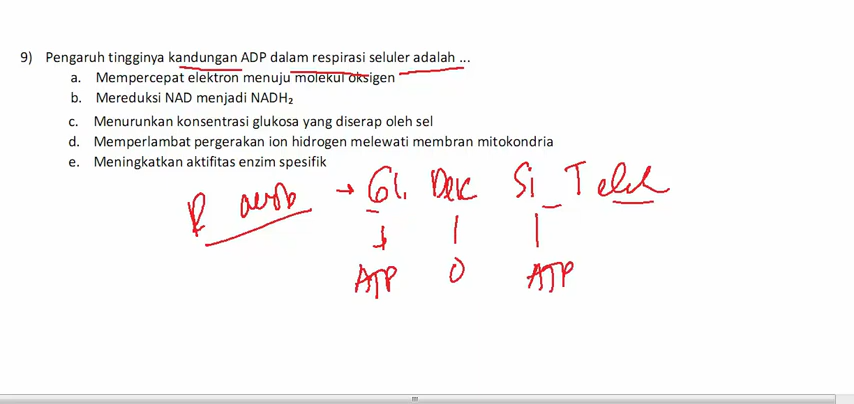 9) Pengaruh tingginya kandungan ADP dalam respirasi seluler adalah ...
a. Mempercepat elektron menuju molekul oksigen
b. Mereduksi NAD menjadi NADH₂
c. Menurunkan konsentrasi glukosa yang diserap oleh sel
d. Memperlambat pergerakan ion hidrogen melewati membran mitokondria
e. Meningkatkan aktifitas enzim spesifik
R aerob → Gl. Dek Si T elek
ATP 0 ATP